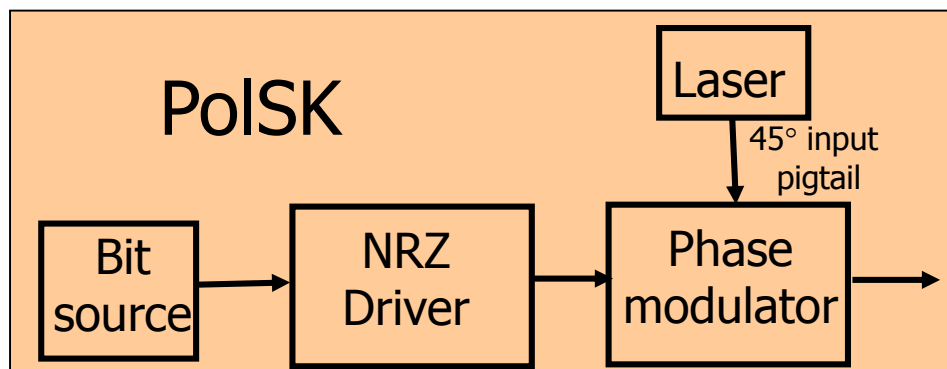 PolSK
Laser
45° input
pigtail
Bit
source
NRZ
Driver
Phase
modulator